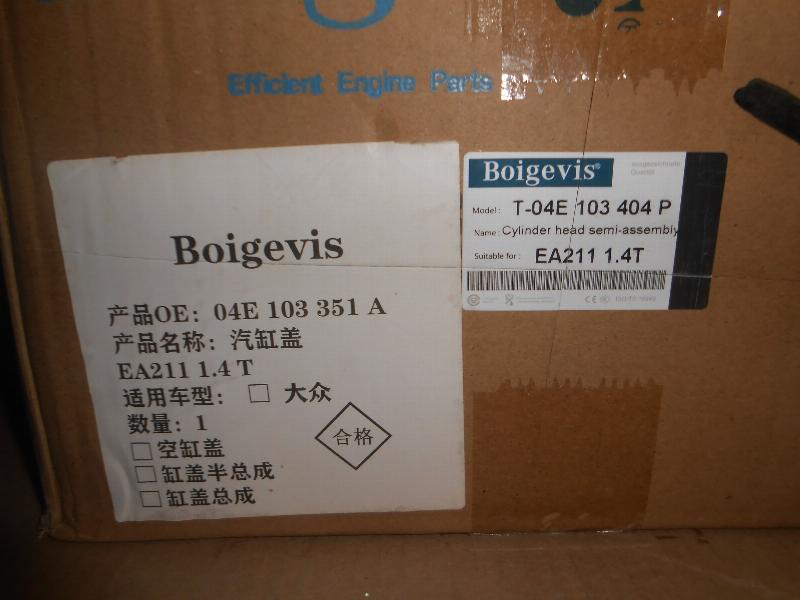 Efficient Engine Parts
Boigevis
产品OE：04E 103 351 A
产品名称：汽缸盖
EA211 1.4 T
适用车型：□ 大众
数量：1
□空缸盖
□缸盖半总成
□缸盖总成
合格
Boigevis®
ausgezeichnete
Qualität
Model： T-04E 103 404 P
Name：Cylinder head semi-assembly
Suitable for： EA211 1.4T
CE